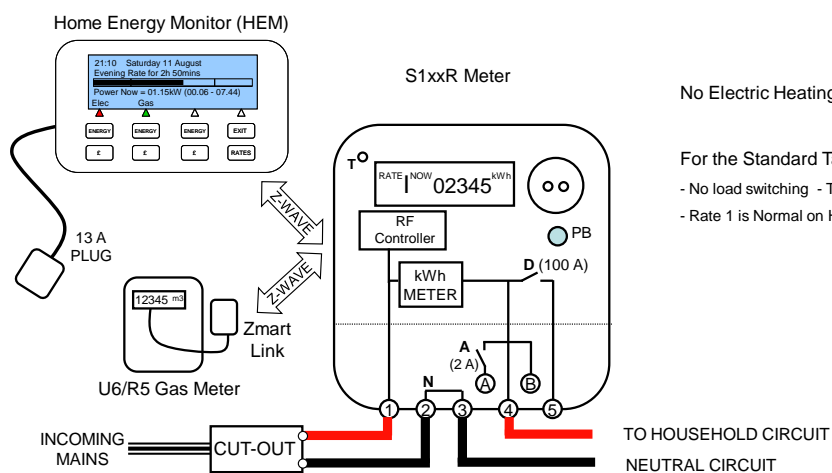 Home Energy Monitor (HEM)
21:10 Saturday 11 August
Evening Rate for 2h 50mins
Power Now = 01.15kW (00.06 - 07.44)
Elec Gas
ENERGY ENERGY ENERGY EXIT
£ £ £ RATES
13 A
PLUG
Z-WAVE
Z-WAVE
12345 m3
Zmart
Link
U6/R5 Gas Meter
S1xxR Meter
T
RATE I NOW 02345 kWh
RF
Controller
PB
kWh
METER
D (100 A)
A
(2 A)
A B
N
1 2 3 4 5
INCOMING
MAINS
CUT-OUT
TO HOUSEHOLD CIRCUIT
NEUTRAL CIRCUIT
No Electric Heating
For the Standard T
- No load switching - T
- Rate 1 is Normal on H